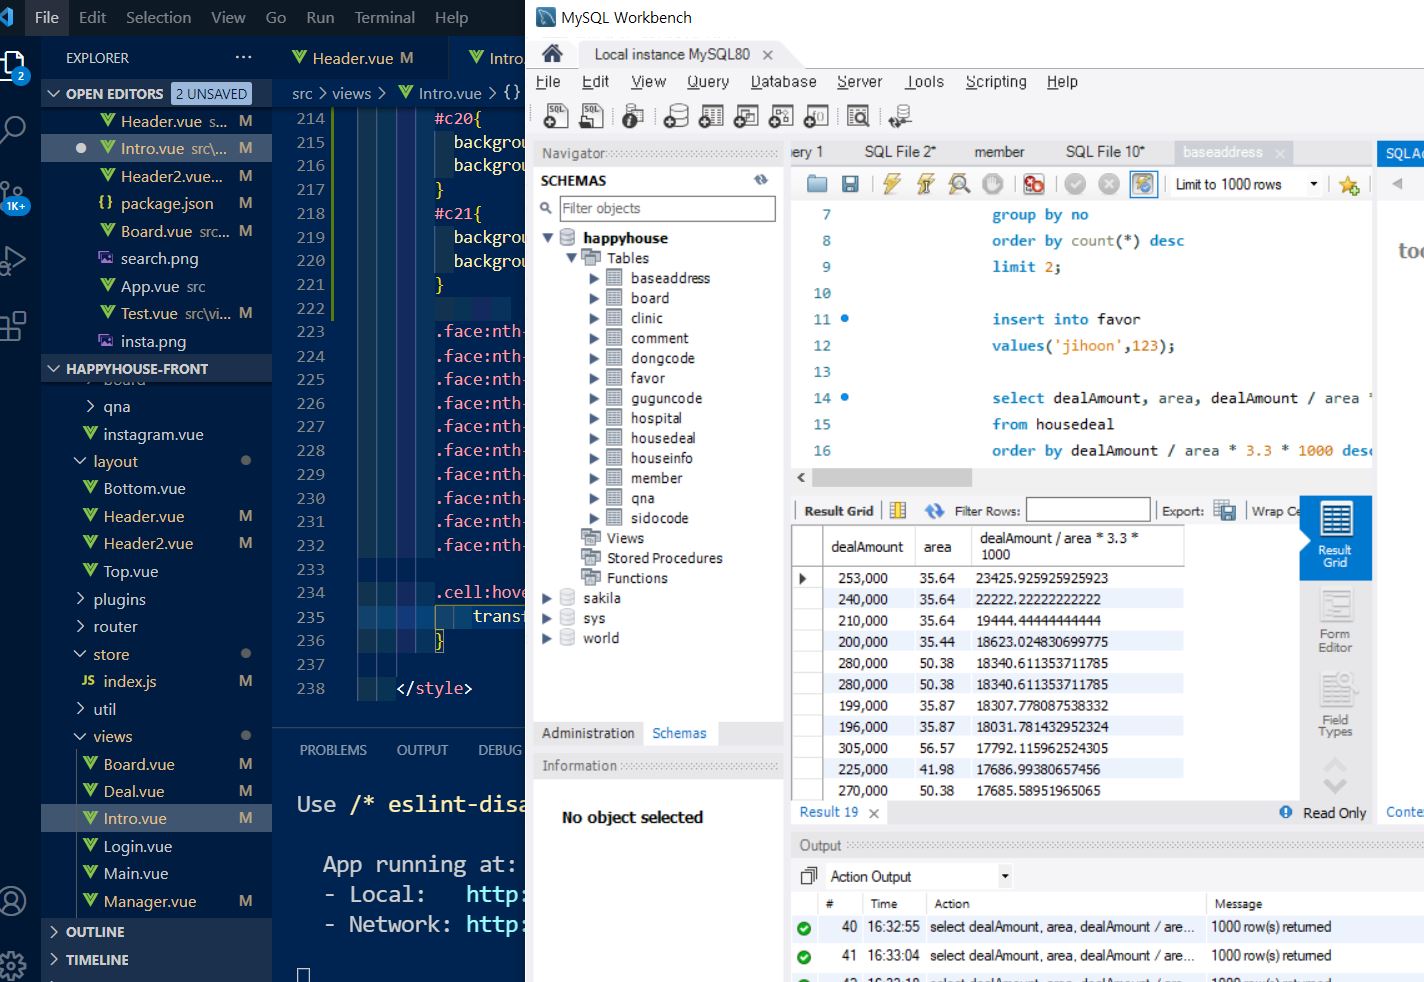 File Edit Selection View Go Run Terminal Help
EXPLORER
OPEN EDITORS 2 UNSAVED
Header.vue s... M
Intro.vue src\... M
Header2.vue... M
package.json M
Board.vue src... M
search.png
App.vue src
Test.vue src\vi... M
insta.png
HAPPYHOUSE-FRONT
board
qna
instagram.vue
layout
Bottom.vue
Header.vue M
Header2.vue M
Top.vue
plugins
router
store
JS index.js M
util
views
Board.vue M
Deal.vue M
Intro.vue M
Login.vue
Main.vue
Manager.vue M
OUTLINE
TIMELINE
2
1K+
Header.vue M Intro.
src > views > Intro.vue > {}
214 #c20{
215 backgrou
216 backgrou
217 }
218 #c21{
219 backgrou
220 backgrou
221 }
222
223 .face:nth-
224 .face:nth-
225 .face:nth-
226 .face:nth-
227 .face:nth-
228 .face:nth-
229 .face:nth-
230 .face:nth-
231 .face:nth-
232 .face:nth-
233
234 .cell:hove
235 transf
236 }
237
238 </style>
PROBLEMS OUTPUT DEBUG
Use /* eslint-disa
App running at:
- Local: http:
- Network: http:
MySQL Workbench
Local instance MySQL80
File Edit View Query Database Server Tools Scripting Help
Navigator
SCHEMAS
Filter objects
happyhouse
Tables
baseaddress
board
clinic
comment
dongcode
favor
guguncode
hospital
housedeal
houseinfo
member
qna
sidocode
Views
Stored Procedures
Functions
sakila
sys
world
Administration Schemas
Information
No object selected
ery 1 SQL File 2* member SQL File 10* baseaddress
Limit to 1000 rows
7 group by no
8 order by count(*) desc
9 limit 2;
10
11 insert into favor
12 values('jihoon',123);
13
14 select dealAmount, area, dealAmount / area *
15 from housedeal
16 order by dealAmount / area * 3.3 * 1000 desc
Result Grid Filter Rows: Export: Wrap Ce
dealAmount area dealAmount / area * 3.3 *
1000
253,000 35.64 23425.925925925923
240,000 35.64 22222.22222222222
210,000 35.64 19444.44444444444
200,000 35.44 18623.024830699775
280,000 50.38 18340.611353711785
280,000 50.38 18340.611353711785
199,000 35.87 18307.778087538332
196,000 35.87 18031.781432952324
305,000 56.57 17792.115962524305
225,000 41.98 17686.99380657456
270,000 50.38 17685.58951965065
Result
Grid
Form
Editor
Field
Types
Result 19
Read Only
Output
Action Output
# Time Action Message
40 16:32:55 select dealAmount, area, dealAmount / are... 1000 row(s) returned
41 16:33:04 select dealAmount, area, dealAmount / are... 1000 row(s) returned
SQLAd
too
Conte